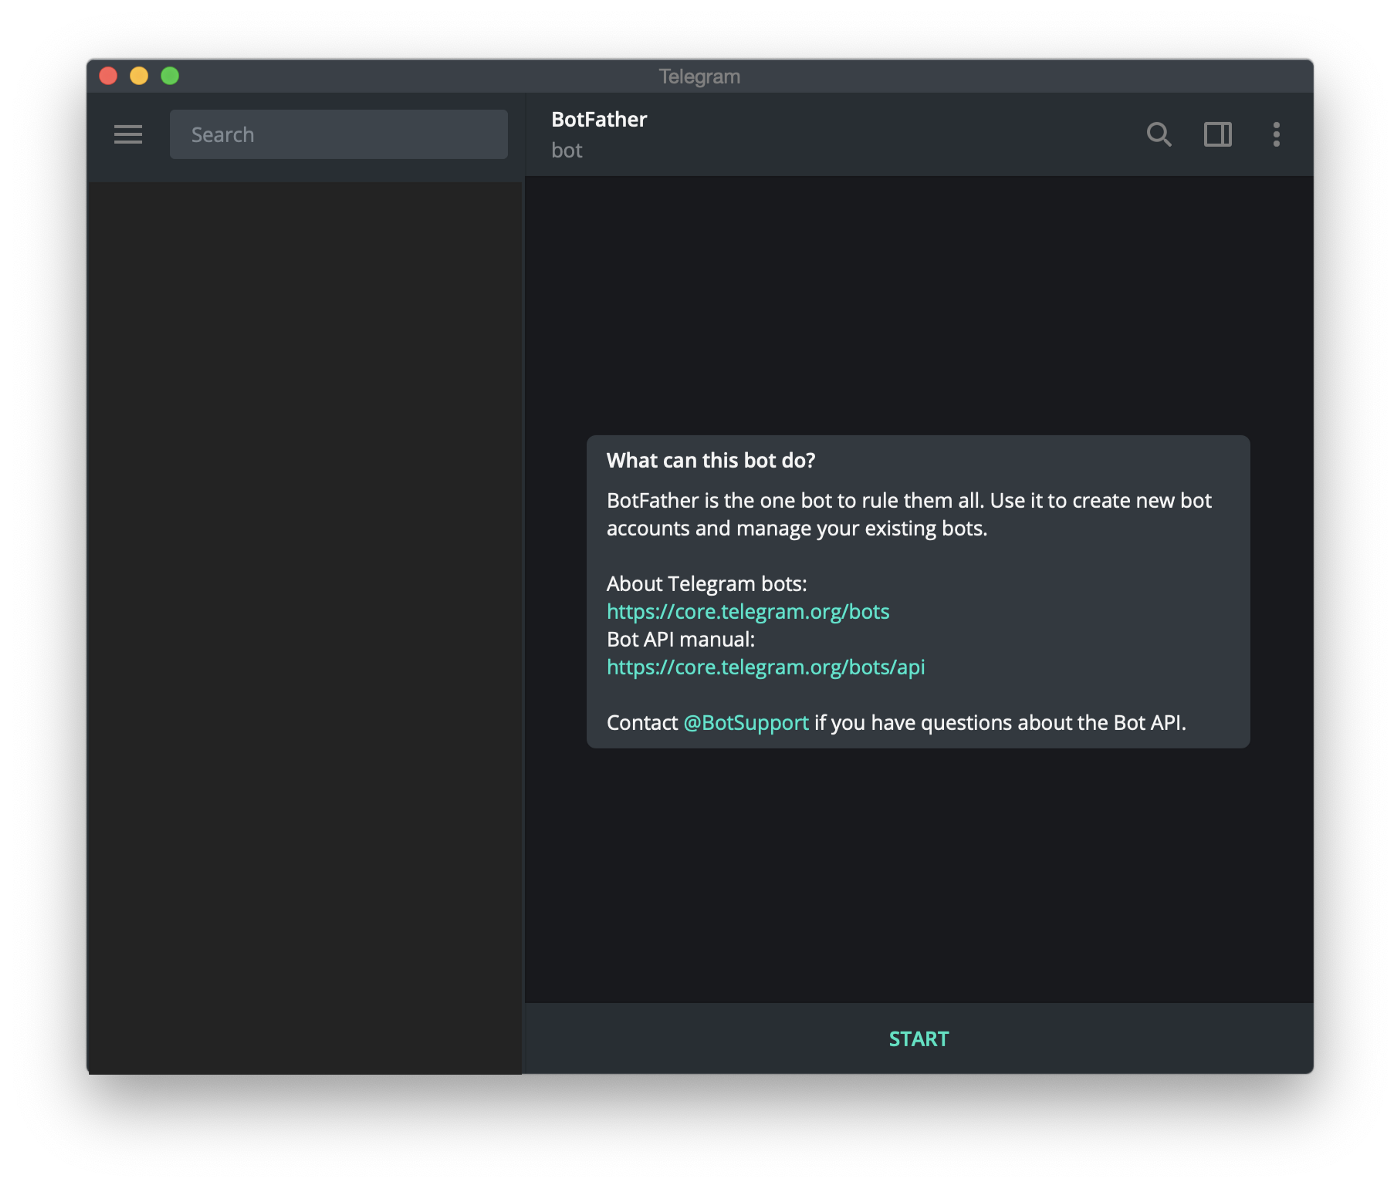 Telegram
Search
BotFather
bot
What can this bot do?
BotFather is the one bot to rule them all. Use it to create new bot
accounts and manage your existing bots.
About Telegram bots:
https://core.telegram.org/bots
Bot API manual:
https://core.telegram.org/bots/api
Contact @BotSupport if you have questions about the Bot API.
START